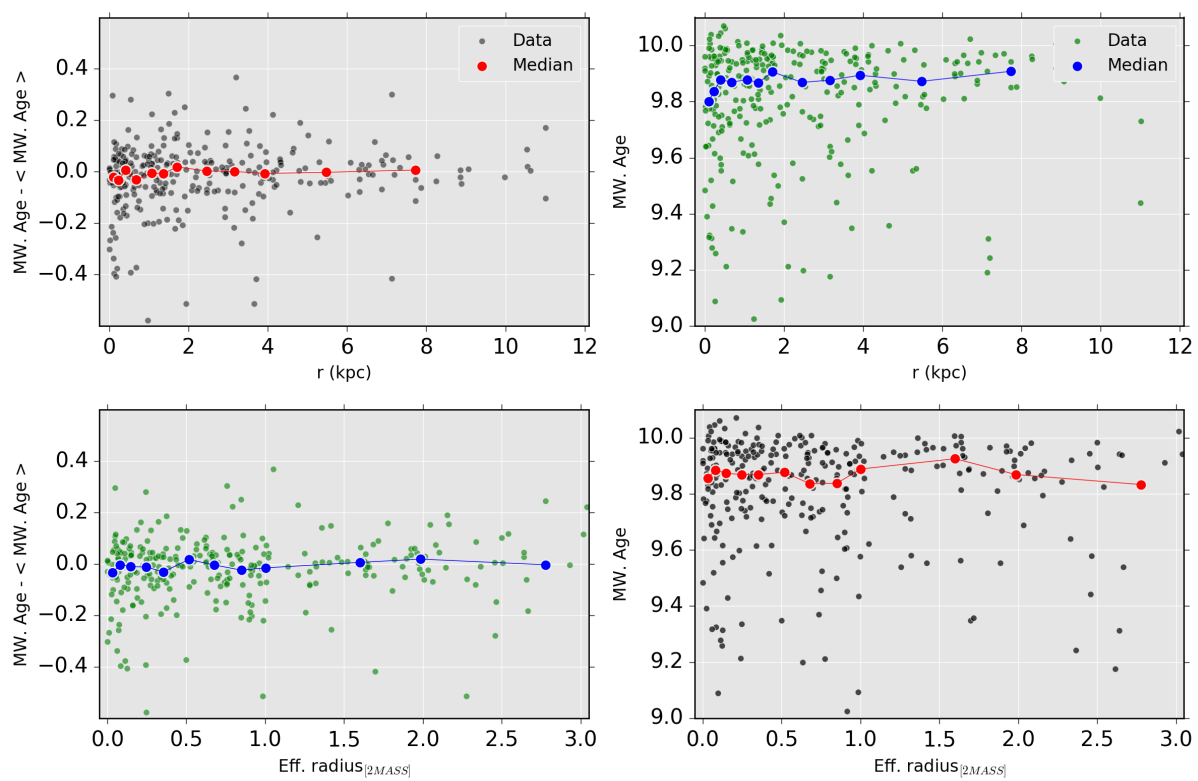 MW. Age - < MW. Age >
0.4
0.2
0.0
−0.2
−0.4
Data
Median
0 2 4 6 8 10 12
r (kpc)
MW. Age
10.0
9.8
9.6
9.4
9.2
9.0
Data
Median
0 2 4 6 8 10 12
r (kpc)
MW. Age - < MW. Age >
0.4
0.2
0.0
−0.2
−0.4
0.0 0.5 1.0 1.5 2.0 2.5 3.0
Eff. radius[2MASS]
MW. Age
10.0
9.8
9.6
9.4
9.2
9.0
0.0 0.5 1.0 1.5 2.0 2.5 3.0
Eff. radius[2MASS]